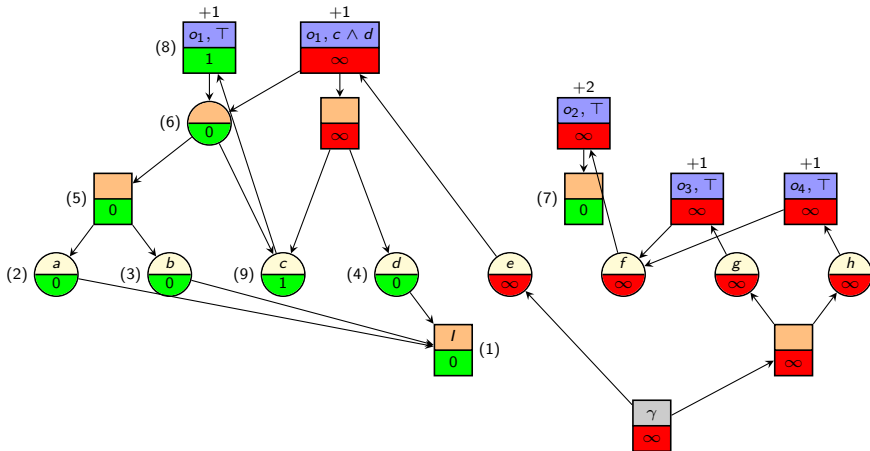 +1 +1
(8) o₁, ⊤ o₁, c ∧ d
1 ∞
+2
(6) o₂, ⊤
0 ∞ ∞
+1 +1
(5) (7) o₃, ⊤ o₄, ⊤
0 0 ∞ ∞
(2) a (3) b (9) c (4) d e f g h
0 0 1 0 ∞ ∞ ∞ ∞
I (1)
0 ∞
γ
∞